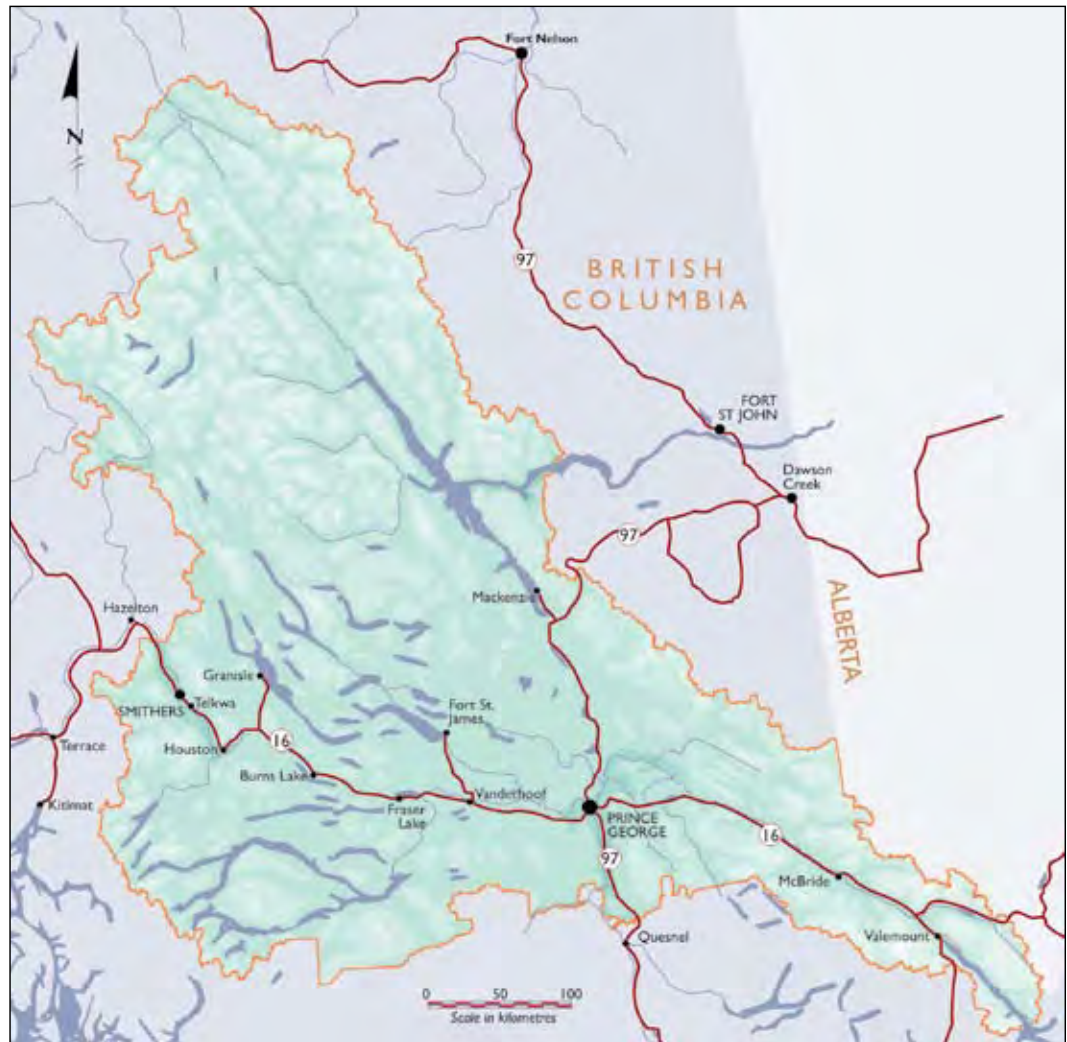 Fort Nelson
N
97
BRITISH
COLUMBIA
FORT
ST JOHN
Dawson
Creek
97
Mackenzie
ALBERTA
Hazelton
Granisle
SMITHERS
Telkwa
Fort St.
James
Houston
16
Terrace
Burns Lake
Kitimat
Fraser
Lake
Vanderhoof
PRINCE
GEORGE
16
97
McBride
Quesnel
Valemount
0 50 100
Scale in kilometres